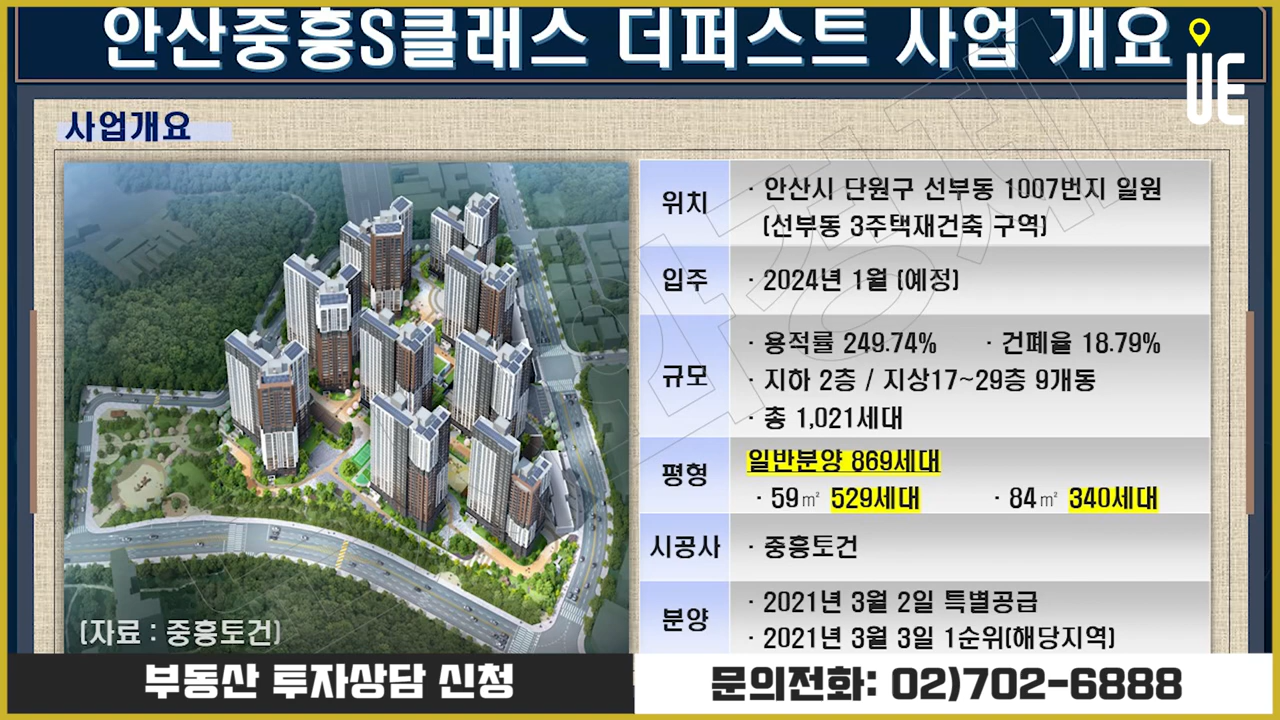 안산중흥S클래스 더퍼스트 사업 개요
UE
사업개요
위치
· 안산시 단원구 선부동 1007번지 일원
(선부동 3주택재건축 구역)
입주
· 2024년 1월 (예정)
규모
· 용적률 249.74% · 건폐율 18.79%
· 지하 2층 / 지상17~29층 9개동
· 총 1,021세대
평형
일반분양 869세대
· 59㎡ 529세대 · 84㎡ 340세대
시공사
· 중흥토건
분양
· 2021년 3월 2일 특별공급
· 2021년 3월 3일 1순위(해당지역)
(자료 : 중흥토건)
부동산 투자상담 신청
문의전화: 02)702-6888